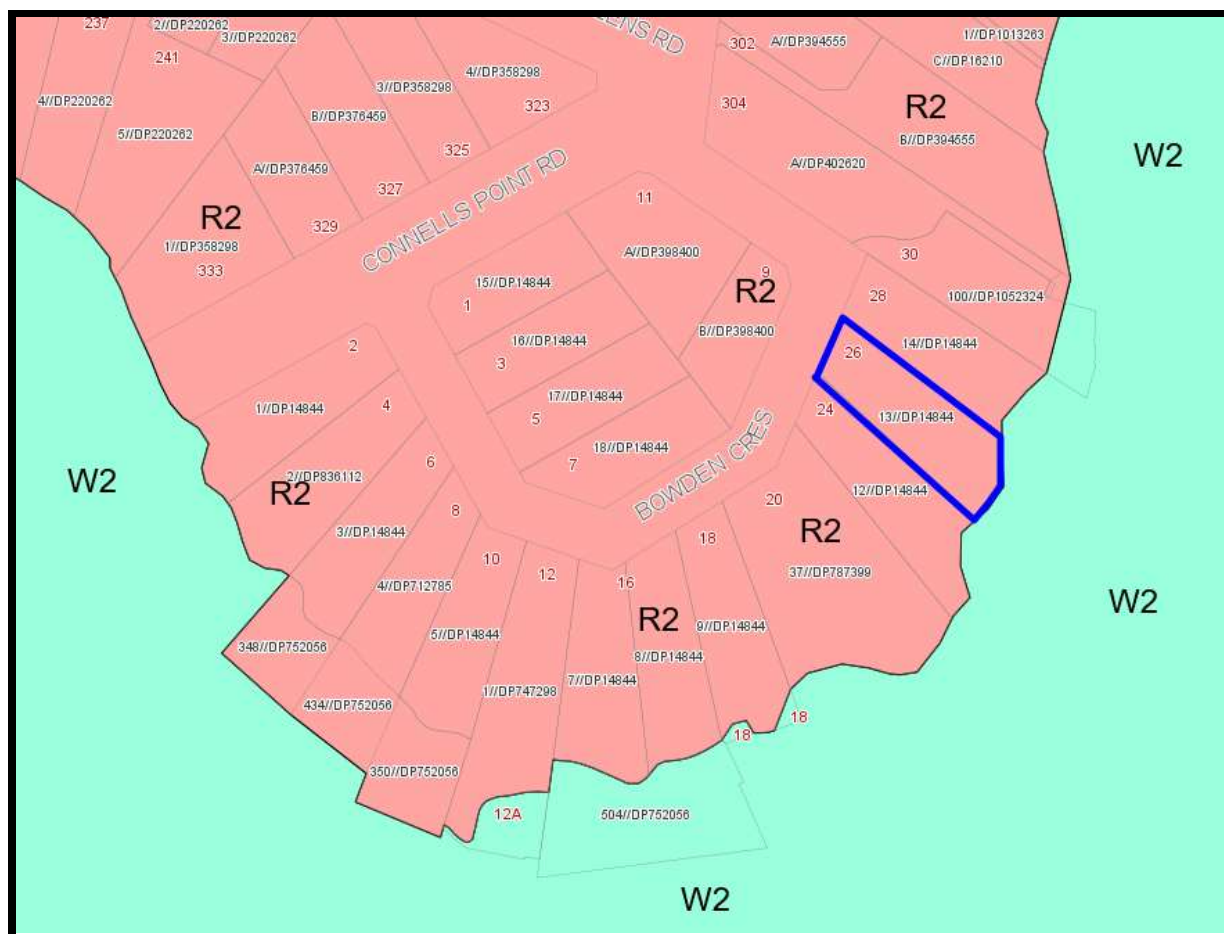 237
2//DP220262
3//DP220262
241
4//DP220262
5//DP220262
ENS RD
302
A//DP394555
1//DP1013263
C//DP16210
4//DP358298
3//DP358298
323
304
R2
B//DP376459
B//DP394555
325
W2
A//DP376459
327
CONNELLS POINT RD
A//DP402620
R2
329
11
1//DP358298
333
A//DP398400
30
9
15//DP14844
R2
28
100//DP1052324
1
B//DP398400
16//DP14844
14//DP14844
2
26
3
17//DP14844
1//DP14844
4
5
24
13//DP14844
18//DP14844
6
7
W2
2//DP836112
R2
BOWDEN CRES
12//DP14844
20
8
3//DP14844
18
R2
10
12
16
37//DP787399
4//DP712785
W2
R2
9//DP14844
5//DP14844
348//DP752056
8//DP14844
7//DP14844
1//DP747298
434//DP752056
18
18
350//DP752056
12A
504//DP752056
W2